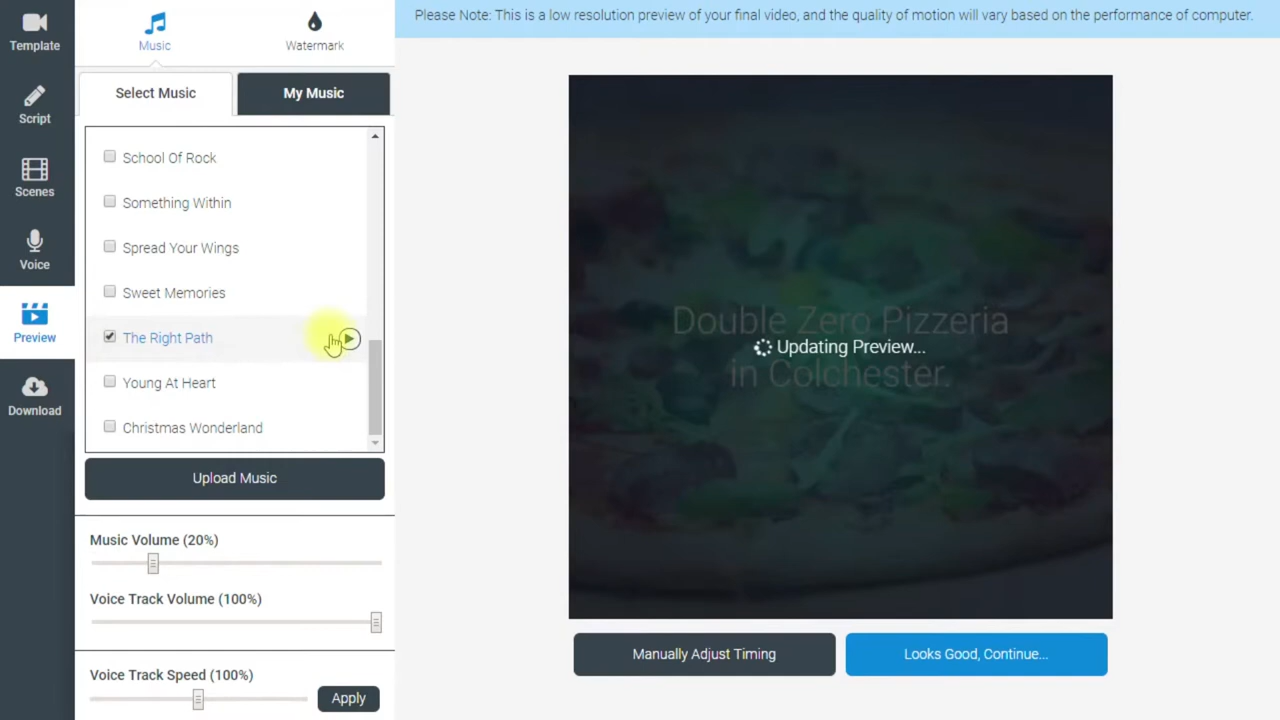 Please Note: This is a low resolution preview of your final video, and the quality of motion will vary based on the performance of computer.
Template
Script
Scenes
Voice
Preview
Download
Music
Watermark
Select Music
My Music
School Of Rock
Something Within
Spread Your Wings
Sweet Memories
The Right Path
Young At Heart
Christmas Wonderland
Upload Music
Music Volume (20%)
Voice Track Volume (100%)
Voice Track Speed (100%)
Apply
Double Zero Pizzeria
Updating Preview...
in Colchester.
Manually Adjust Timing
Looks Good, Continue...